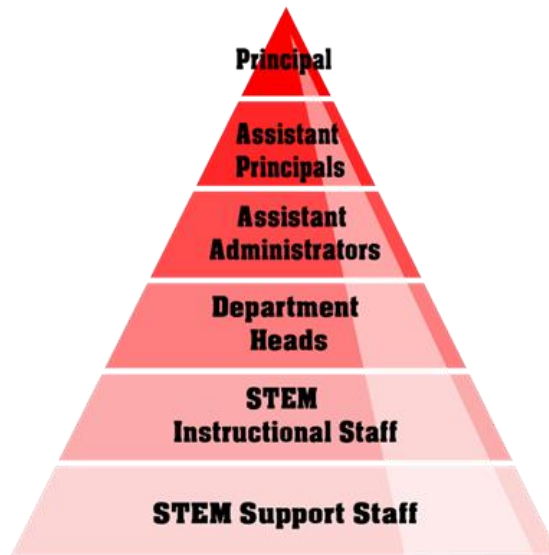 Principal
Assistant
Principals
Assistant
Administrators
Department
Heads
STEM
Instructional Staff
STEM Support Staff